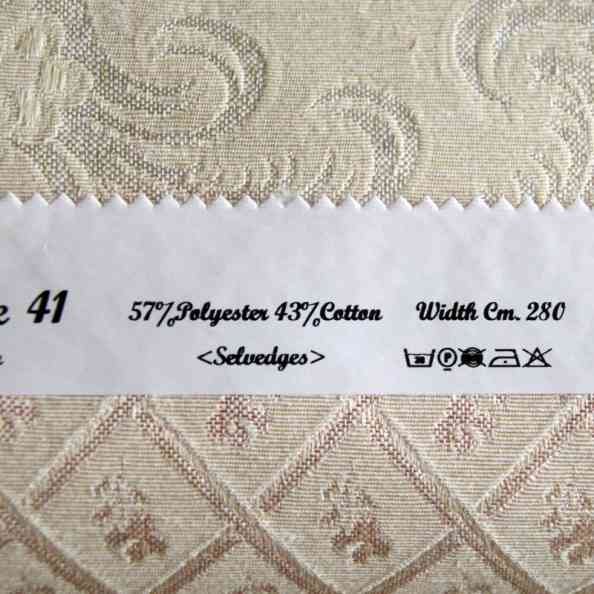 41 57%Polyester 43%Cotton Width Cm. 280
<Selvedges>